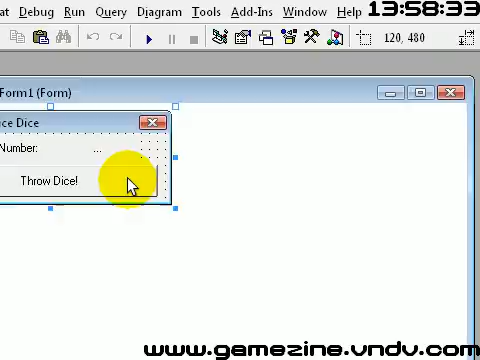 at Debug Run Query Diagram Tools Add-Ins Window Help 13:58:33
120, 480
Form1 (Form)
ce Dice
Number: ...
Throw Dice!
www.gamezine.vndv.com